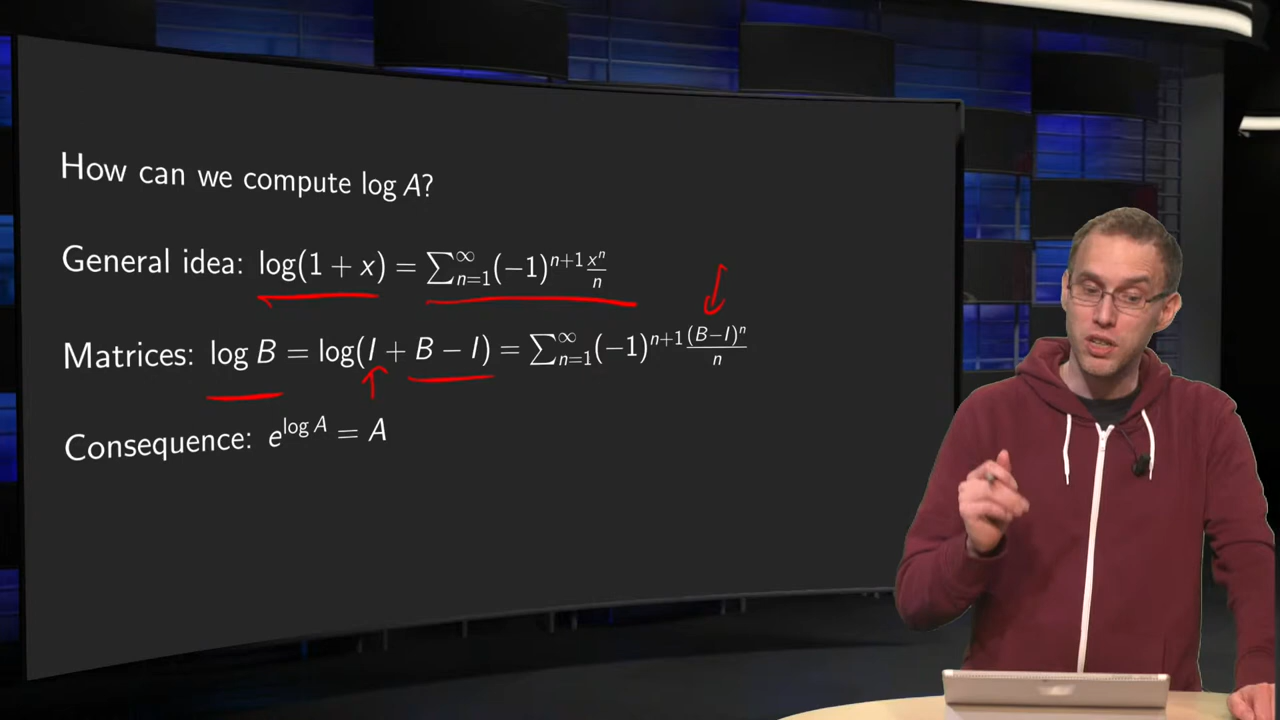 How can we compute log A?
General idea: log(1 + x) = ∑_{n=1}^{∞}(−1)^{n+1} x^n/n
Matrices: log B = log(I + B − I) = ∑_{n=1}^{∞}(−1)^{n+1} (B−I)^n/n
Consequence: e^{log A} = A